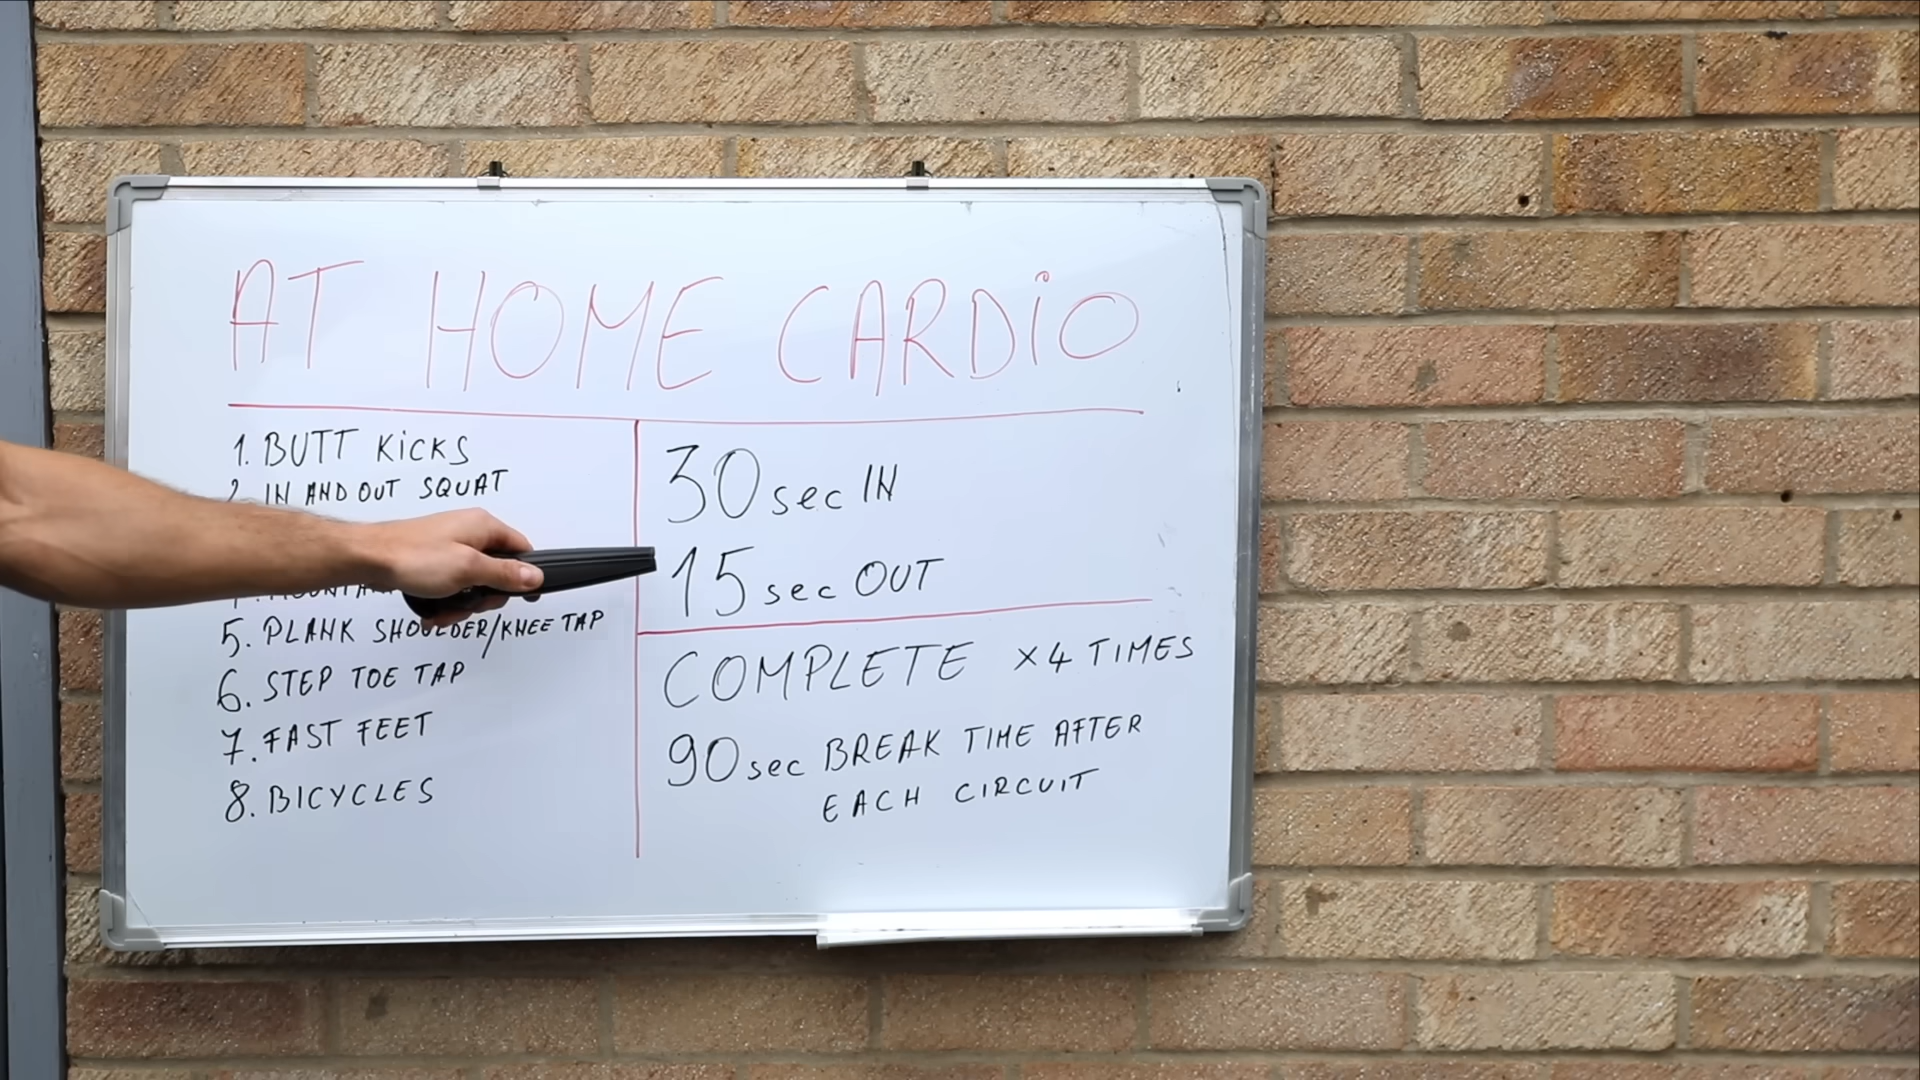 AT HOME CARDiO
1. BUTT KiCKS
2. IN AND OUT SQUAT
5. PLANK SHOULDER/KNEE TAP
6. STEP TOE TAP
7. FAST FEET
8. BICYCLES
30 sec IN
15 sec OUT
COMPLETE ×4 TIMES
90 sec BREAK TIME AFTER
EACH CIRCUIT